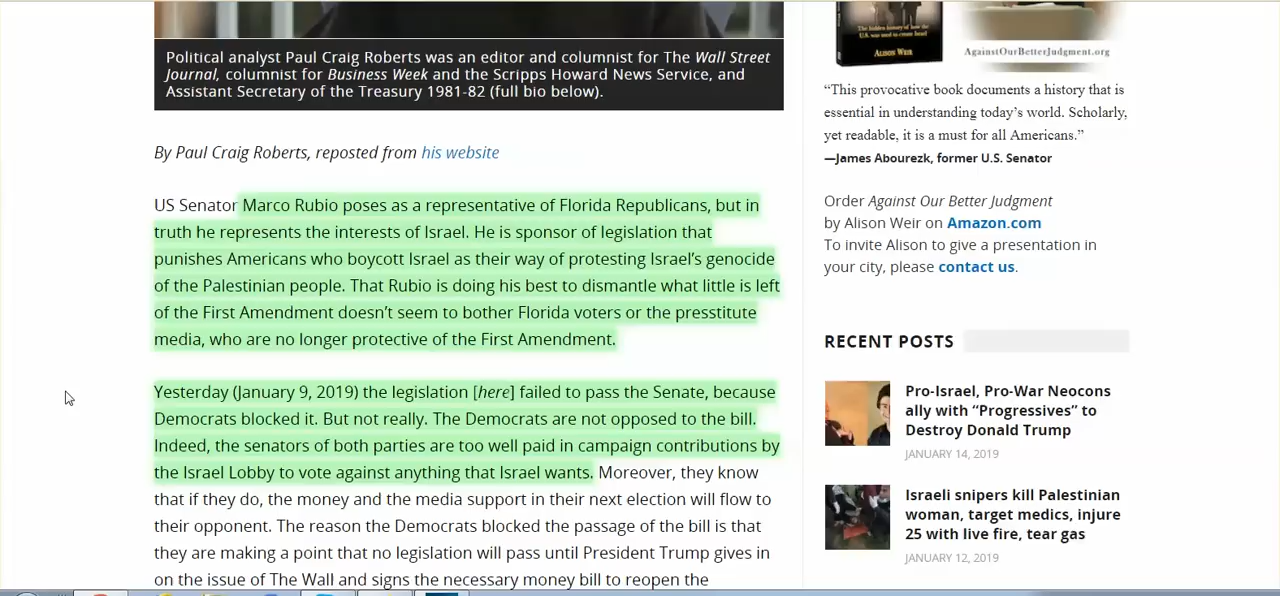 Political analyst Paul Craig Roberts was an editor and columnist for The Wall Street
Journal, columnist for Business Week and the Scripps Howard News Service, and
Assistant Secretary of the Treasury 1981-82 (full bio below).
By Paul Craig Roberts, reposted from his website
US Senator Marco Rubio poses as a representative of Florida Republicans, but in
truth he represents the interests of Israel. He is sponsor of legislation that
punishes Americans who boycott Israel as their way of protesting Israel’s genocide
of the Palestinian people. That Rubio is doing his best to dismantle what little is left
of the First Amendment doesn’t seem to bother Florida voters or the presstitute
media, who are no longer protective of the First Amendment.
Yesterday (January 9, 2019) the legislation [here] failed to pass the Senate, because
Democrats blocked it. But not really. The Democrats are not opposed to the bill.
Indeed, the senators of both parties are too well paid in campaign contributions by
the Israel Lobby to vote against anything that Israel wants. Moreover, they know
that if they do, the money and the media support in their next election will flow to
their opponent. The reason the Democrats blocked the passage of the bill is that
they are making a point that no legislation will pass until President Trump gives in
on the issue of The Wall and signs the necessary money bill to reopen the
The hidden history of how the
U.S. was used to create Israel
ALISON WEIR
AgainstOurBetterJudgment.org
“This provocative book documents a history that is
essential in understanding today’s world. Scholarly,
yet readable, it is a must for all Americans.”
—James Abourezk, former U.S. Senator
Order Against Our Better Judgment
by Alison Weir on Amazon.com
To invite Alison to give a presentation in
your city, please contact us.
RECENT POSTS
Pro-Israel, Pro-War Neocons
ally with “Progressives” to
Destroy Donald Trump
JANUARY 14, 2019
Israeli snipers kill Palestinian
woman, target medics, injure
25 with live fire, tear gas
JANUARY 12, 2019